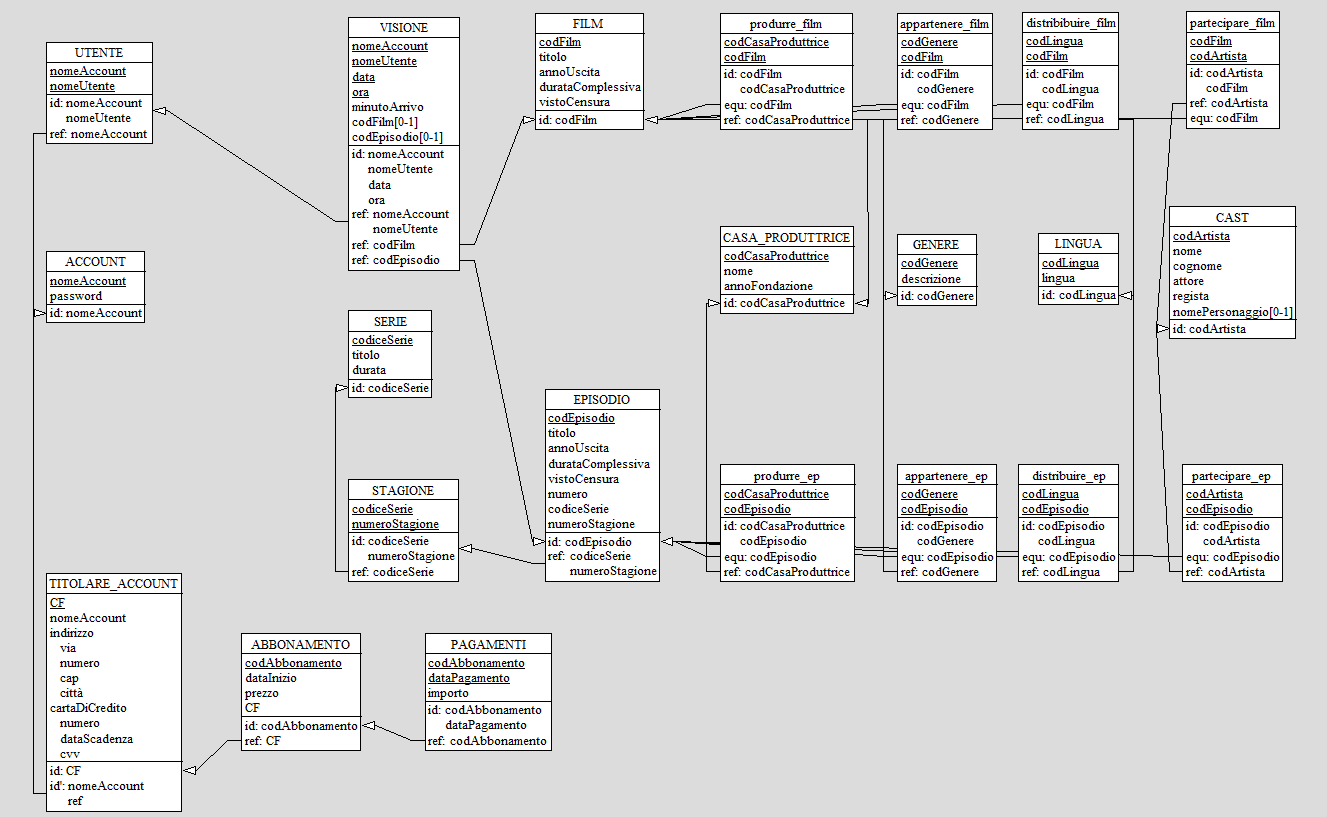 UTENTE
nomeAccount
nomeUtente
id: nomeAccount
nomeUtente
ref: nomeAccount
VISIONE
nomeAccount
nomeUtente
data
ora
minutoArrivo
codFilm[0-1]
codEpisodio[0-1]
id: nomeAccount
nomeUtente
data
ora
ref: nomeAccount
nomeUtente
ref: codFilm
ref: codEpisodio
FILM
codFilm
titolo
annoUscita
durataComplessiva
vistoCensura
id: codFilm
produrre_film
codCasaProduttrice
codFilm
id: codFilm
codCasaProduttrice
equ: codFilm
ref: codCasaProduttrice
appartenere_film
codGenere
codFilm
id: codFilm
codGenere
equ: codFilm
ref: codGenere
distribibuire_film
codLingua
codFilm
id: codFilm
codLingua
equ: codFilm
ref: codLingua
partecipare_film
codFilm
codArtista
id: codArtista
codFilm
ref: codArtista
equ: codFilm
ACCOUNT
nomeAccount
password
id: nomeAccount
CASA_PRODUTTRICE
codCasaProduttrice
nome
annoFondazione
id: codCasaProduttrice
GENERE
codGenere
descrizione
id: codGenere
LINGUA
codLingua
lingua
id: codLingua
CAST
codArtista
nome
cognome
attore
regista
nomePersonaggio[0-1]
id: codArtista
SERIE
codiceSerie
titolo
durata
id: codiceSerie
STAGIONE
codiceSerie
numeroStagione
id: codiceSerie
numeroStagione
ref: codiceSerie
EPISODIO
codEpisodio
titolo
annoUscita
durataComplessiva
vistoCensura
numero
codiceSerie
numeroStagione
id: codEpisodio
ref: codiceSerie
numeroStagione
produrre_ep
codCasaProduttrice
codEpisodio
id: codCasaProduttrice
codEpisodio
equ: codEpisodio
ref: codCasaProduttrice
appartenere_ep
codGenere
codEpisodio
id: codEpisodio
codGenere
equ: codEpisodio
ref: codGenere
distribuire_ep
codLingua
codEpisodio
id: codEpisodio
codLingua
equ: codEpisodio
ref: codLingua
partecipare_ep
codArtista
codEpisodio
id: codEpisodio
codArtista
equ: codEpisodio
ref: codArtista
TITOLARE_ACCOUNT
CF
nomeAccount
indirizzo
via
numero
cap
città
cartaDiCredito
numero
dataScadenza
cvv
id: CF
id': nomeAccount
ref
ABBONAMENTO
codAbbonamento
dataInizio
prezzo
CF
id: codAbbonamento
ref: CF
PAGAMENTI
codAbbonamento
dataPagamento
importo
id: codAbbonamento
dataPagamento
ref: codAbbonamento